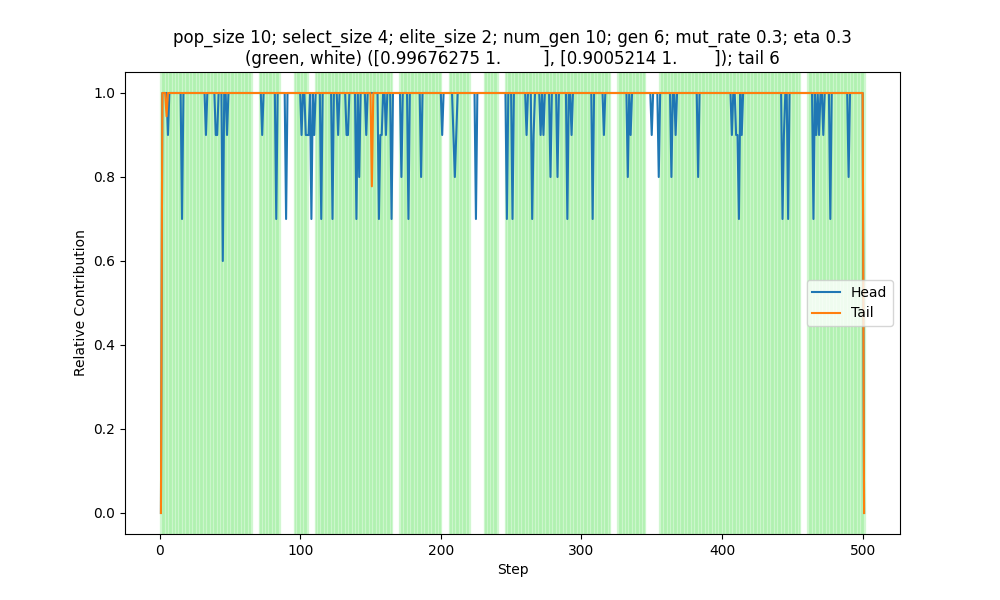 pop_size 10; select_size 4; elite_size 2; num_gen 10; gen 6; mut_rate 0.3; eta 0.3
(green, white) ([0.99676275 1.        ], [0.9005214 1.        ]); tail 6
1.0
0.8
0.6
0.4
0.2
0.0
Relative Contribution
Head
Tail
0
100
200
300
400
500
Step